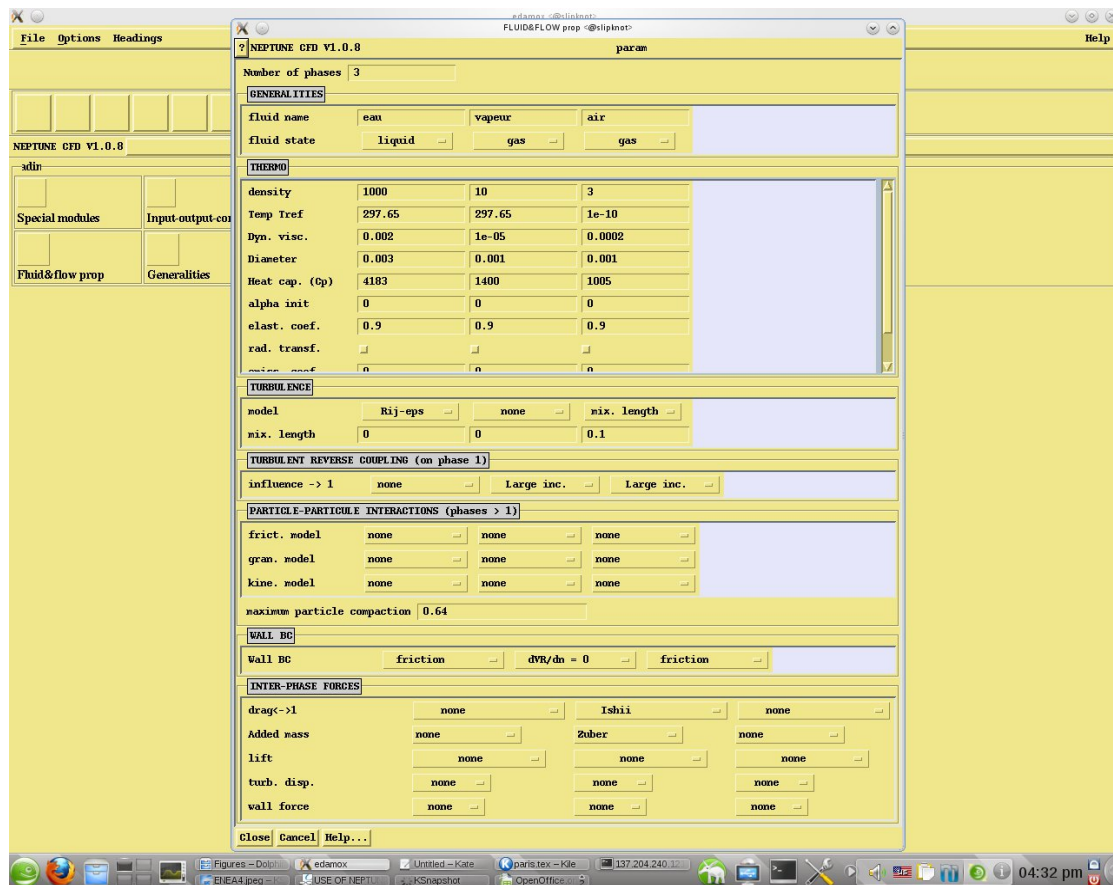 edamox <@slipknot>
FLUID&FLOW prop <@slipknot>
File Options Headings
Help
? NEPTUNE CFD V1.0.8 param
Number of phases 3
GENERALITIES
fluid name eau vapeur air
fluid state liquid gas gas
NEPTUNE CFD V1.0.8
adin
Special modules
Fluid&flow prop Generalities
THERMO
density 1000 10 3
Temp Tref 297.65 297.65 1e-10
Dyn. visc. 0.002 1e-05 0.0002
Diameter 0.003 0.001 0.001
Heat cap. (Cp) 4183 1400 1005
alpha init 0 0 0
elast. coef. 0.9 0.9 0.9
rad. transf.
TURBULENCE
model Rij-eps none mix. length
mix. length 0 0 0.1
TURBULENT REVERSE COUPLING (on phase 1)
influence -> 1 none Large inc. Large inc.
PARTICLE-PARTICULE INTERACTIONS (phases > 1)
frict. model none none none
gran. model none none none
kine. model none none none
maximum particle compaction 0.64
WALL BC
Wall BC friction dVR/dn = 0 friction
INTER-PHASE FORCES
drag<->1 none Ishii none
Added mass none Zuber none
lift none none none
turb. disp. none none none
wall force none none none
Close Cancel Help...
Figures – Dolph edamox Untitled – Kate paris.tex – Kile 137.204.240.12
ENEA4.jpeg – USE OF NEPTU KSnapshot OpenOffice.o
04:32 pm